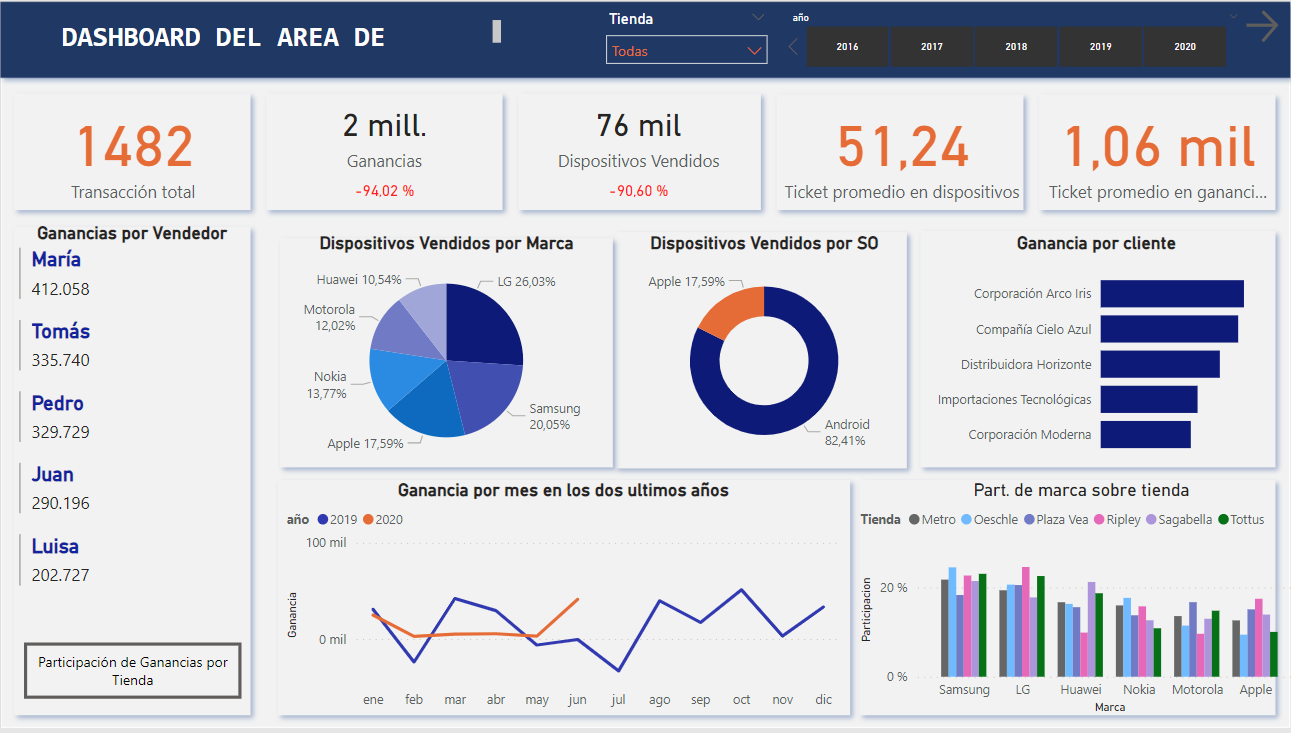 DASHBOARD DEL AREA DE
Tienda
Todas
año
2016
2017
2018
2019
2020
1482
Transacción total
2 mill.
Ganancias
-94,02 %
76 mil
Dispositivos Vendidos
-90,60 %
51,24
Ticket promedio en dispositivos
1,06 mil
Ticket promedio en gananci...
Ganancias por Vendedor
María
412.058
Tomás
335.740
Pedro
329.729
Juan
290.196
Luisa
202.727
Participación de Ganancias por
Tienda
Dispositivos Vendidos por Marca
Huawei 10,54%
LG 26,03%
Motorola
12,02%
Nokia
13,77%
Apple 17,59%
Samsung
20,05%
Dispositivos Vendidos por SO
Apple 17,59%
Android
82,41%
Ganancia por cliente
Corporación Arco Iris
Compañía Cielo Azul
Distribuidora Horizonte
Importaciones Tecnológicas
Corporación Moderna
Ganancia por mes en los dos ultimos años
año 2019 2020
100 mil
0 mil
Ganancia
ene feb mar abr may jun jul ago sep oct nov dic
Part. de marca sobre tienda
Tienda Metro Oeschle Plaza Vea Ripley Sagabella Tottus
20 %
0 %
Participacion
Samsung LG Huawei Nokia Motorola Apple
Marca